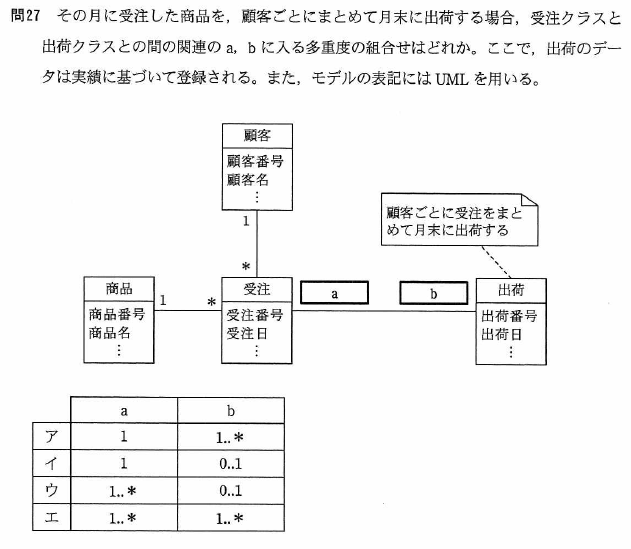 問27 その月に受注した商品を，顧客ごとにまとめて月末に出荷する場合，受注クラスと
出荷クラスとの間の関連の a，b に入る多重度の組合せはどれか。ここで，出荷のデー
タは実績に基づいて登録される。また，モデルの表記には UML を用いる。
顧客
顧客番号
顧客名
⋮
顧客ごとに受注をまと
めて月末に出荷する
1
*
商品
商品番号
商品名
⋮
1
*
受注
受注番号
受注日
⋮
a
b
出荷
出荷番号
出荷日
⋮
a b
ア 1 1..*
イ 1 0..1
ウ 1..* 0..1
エ 1..* 1..*